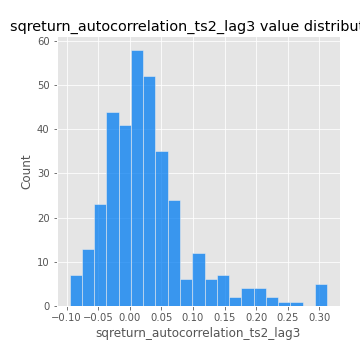 sqreturn_autocorrelation_ts2_lag3 value distribut
60
50
40
30
20
10
0
Count
−0.10 −0.05 0.00 0.05 0.10 0.15 0.20 0.25 0.30
sqreturn_autocorrelation_ts2_lag3